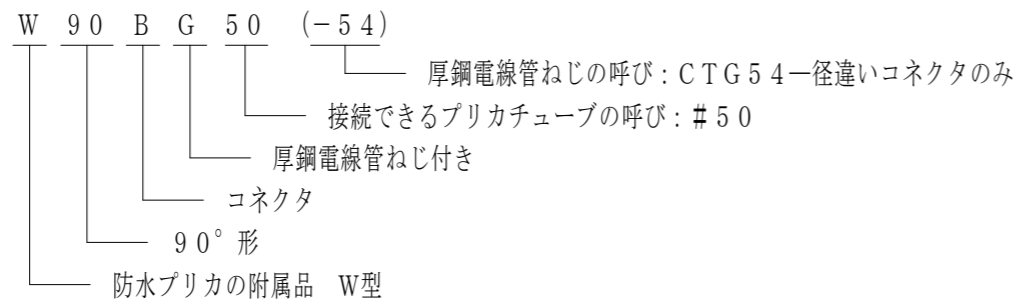 W 90 B G 50 (-54)
厚鋼電線管ねじの呼び：CTG54―径違いコネクタのみ
接続できるプリカチューブの呼び：#50
厚鋼電線管ねじ付き
コネクタ
90°形
防水プリカの附属品　W型